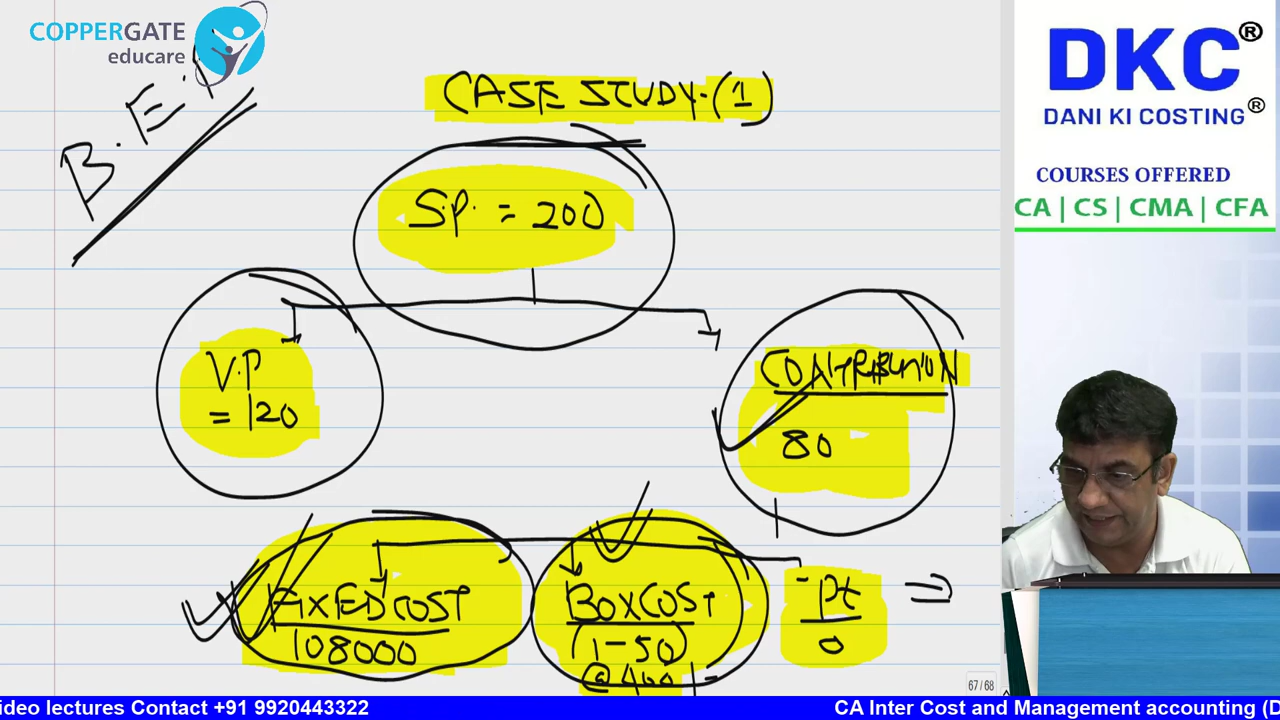 COPPERGATE
educare
B.E.P
CASE STUDY-(1)
S.P. = 200
V.P
= 120
CONTRIBUTION
80
FIXED COST
108000
BOX COST
(1-50)
@ 400/-
Pt
0
⇒
67/68
DKC®
DANI KI COSTING®
COURSES OFFERED
CA | CS | CMA | CFA
ideo lectures Contact +91 9920443322
CA Inter Cost and Management accounting (D